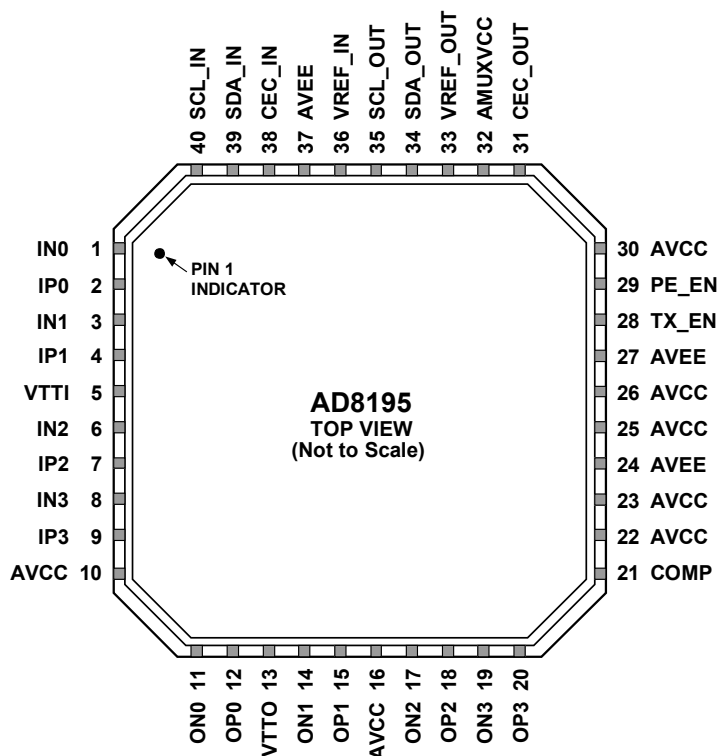 40 SCL_IN
39 SDA_IN
38 CEC_IN
37 AVEE
36 VREF_IN
35 SCL_OUT
34 SDA_OUT
33 VREF_OUT
32 AMUXVCC
31 CEC_OUT
IN0 1
IP0 2
IN1 3
IP1 4
VTTI 5
IN2 6
IP2 7
IN3 8
IP3 9
AVCC 10
PIN 1
INDICATOR
AD8195
TOP VIEW
(Not to Scale)
30 AVCC
29 PE_EN
28 TX_EN
27 AVEE
26 AVCC
25 AVCC
24 AVEE
23 AVCC
22 AVCC
21 COMP
ON0 11
OP0 12
VTTO 13
ON1 14
OP1 15
AVCC 16
ON2 17
OP2 18
ON3 19
OP3 20